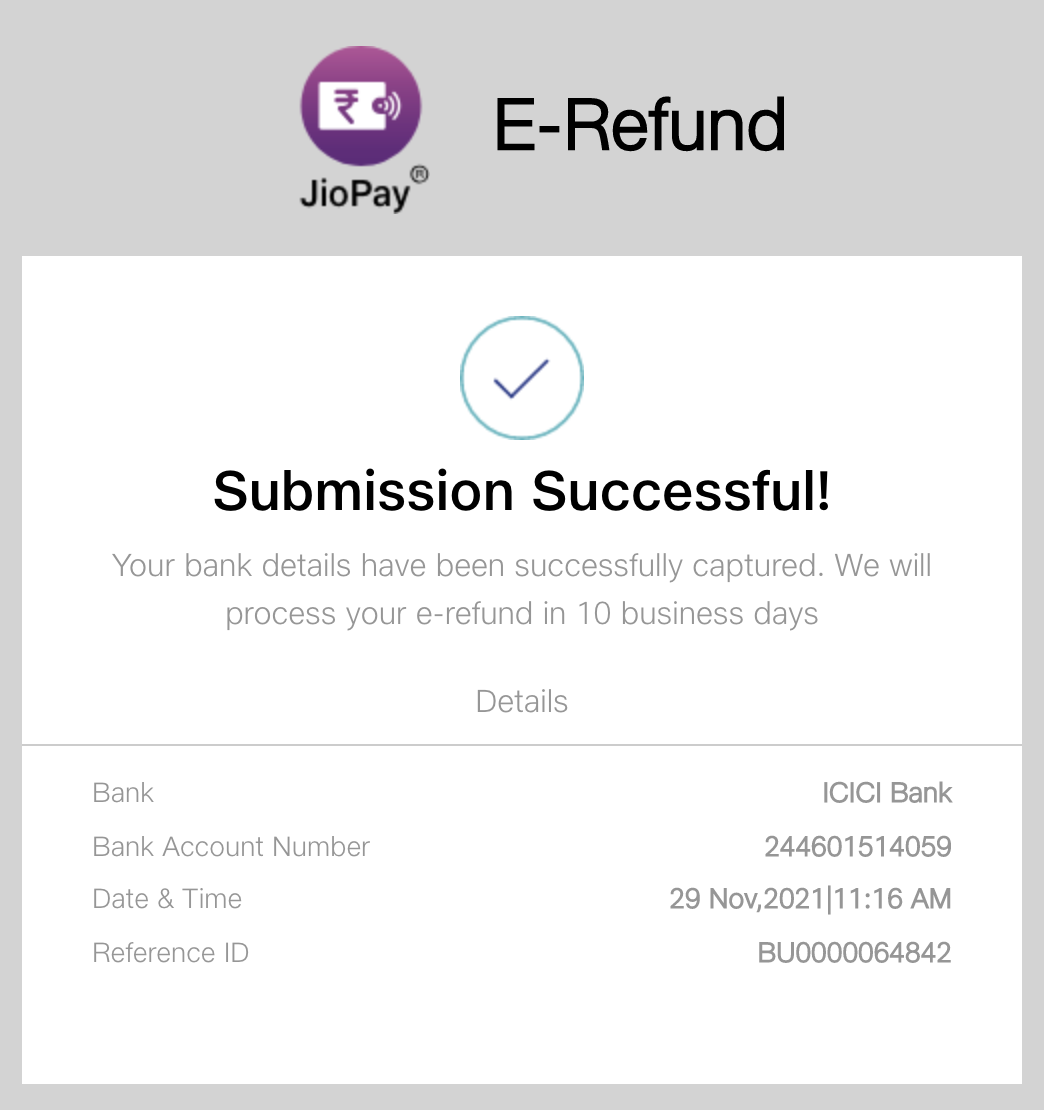 ₹
JioPay®
E-Refund
Submission Successful!
Your bank details have been successfully captured. We will
process your e-refund in 10 business days
Details
Bank ICICI Bank
Bank Account Number 244601514059
Date & Time 29 Nov,2021|11:16 AM
Reference ID BU0000064842